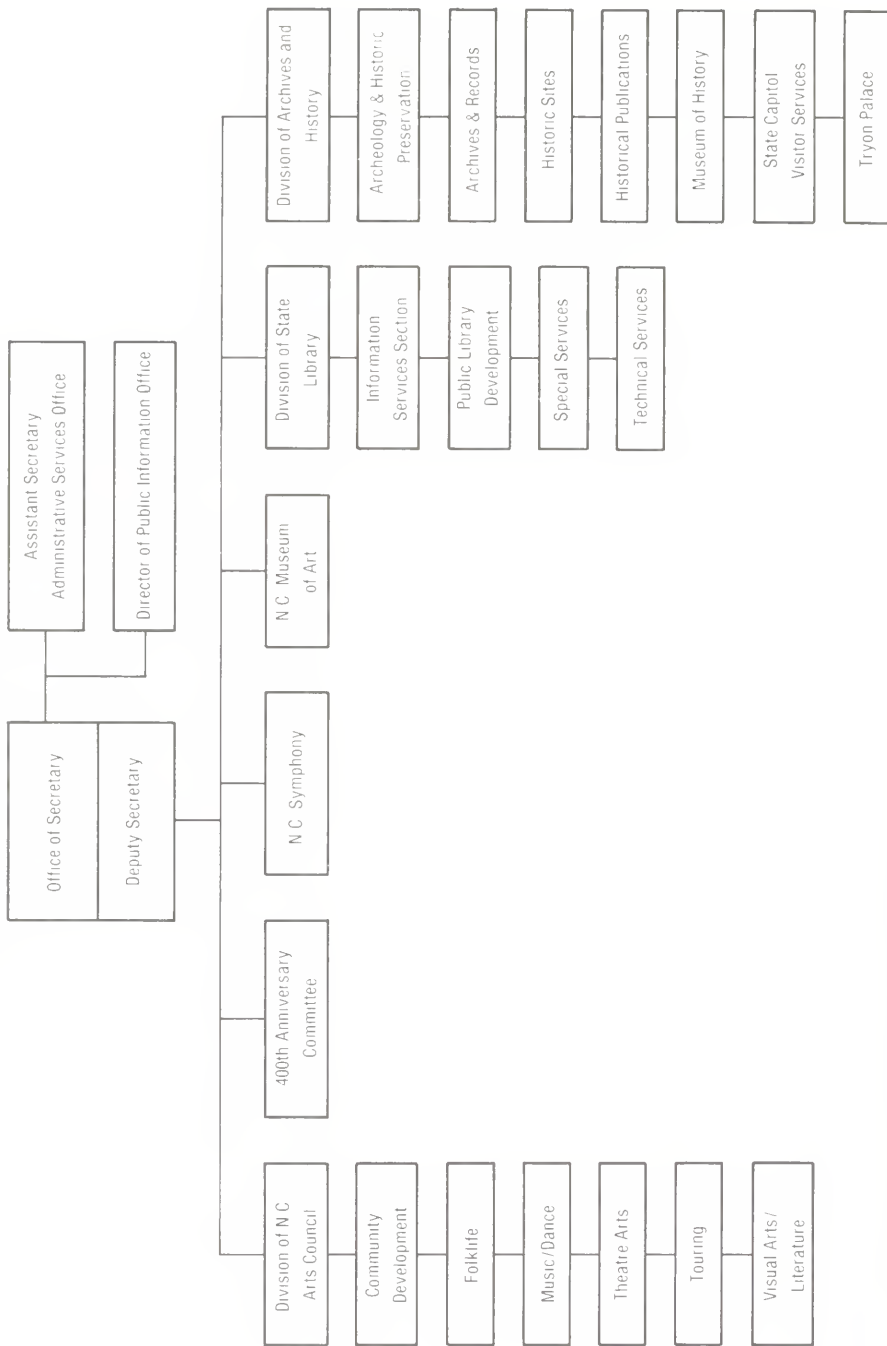 Office of Secretary
Deputy Secretary
Assistant Secretary
Administrative Services Office
Director of Public Information Office
Division of N C
Arts Council
Community
Development
Folklife
Music/Dance
Theatre Arts
Touring
Visual Arts/
Literature
400th Anniversary
Committee
N C Symphony
N C Museum
of Art
Division of State
Library
Information
Services Section
Public Library
Development
Special Services
Technical Services
Division of Archives and
History
Archeology & Historic
Preservation
Archives & Records
Historic Sites
Historical Publications
Museum of History
State Capitol
Visitor Services
Tryon Palace